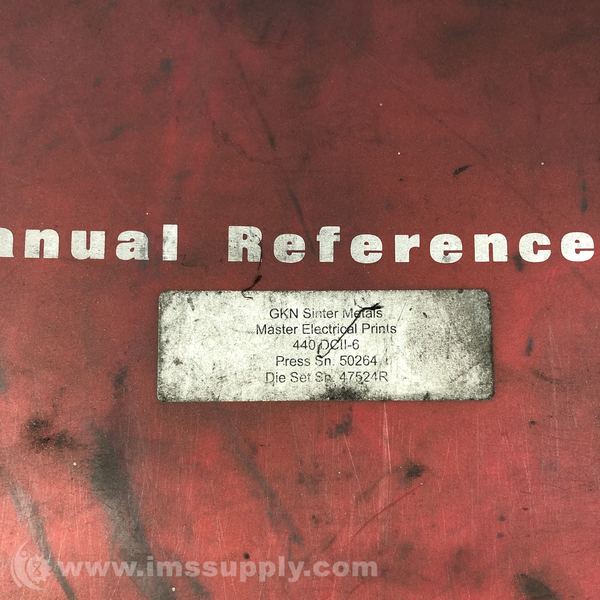 anual Reference
GKN Sinter Metals
Master Electrical Prints
440 DCII-6
Press Sn. 50264
Die Set Sn. 47524R
www.imssupply.com